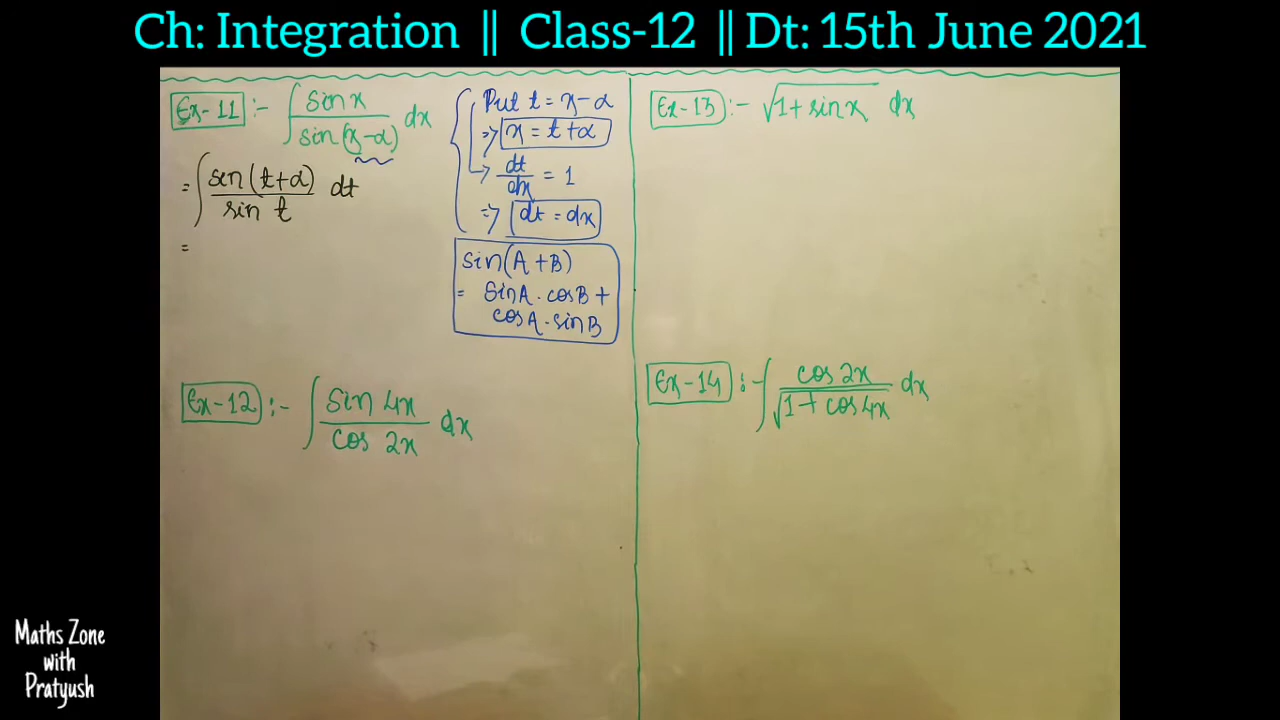 Ch: Integration || Class-12 || Dt: 15th June 2021
Ex-11 :- ∫ sin x / sin(x-α) dx
= ∫ sin(t+α) / sin t dt
=
Put t = x-α
=> x = t+α
-> dt/dx = 1
=> dt = dx
sin(A+B)
= SinA . cosB +
cosA . sinB
Ex-12 :- ∫ Sin 4x / cos 2x dx
Ex-13 :- √1+sinx dx
Ex-14 :- ∫ cos 2x / √1+cos4x dx
Maths Zone
with
Pratyush